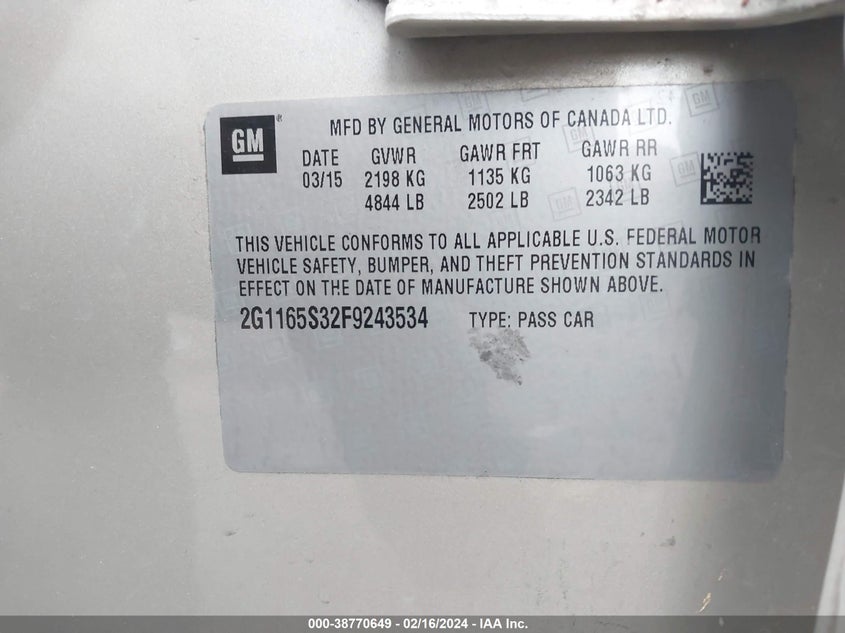 GM
®
MFD BY GENERAL MOTORS OF CANADA LTD.
DATE GVWR GAWR FRT GAWR RR
03/15 2198 KG 1135 KG 1063 KG
4844 LB 2502 LB 2342 LB
THIS VEHICLE CONFORMS TO ALL APPLICABLE U.S. FEDERAL MOTOR
VEHICLE SAFETY, BUMPER, AND THEFT PREVENTION STANDARDS IN
EFFECT ON THE DATE OF MANUFACTURE SHOWN ABOVE.
2G1165S32F9243534 TYPE: PASS CAR
000-38770649 - 02/16/2024 - IAA Inc.